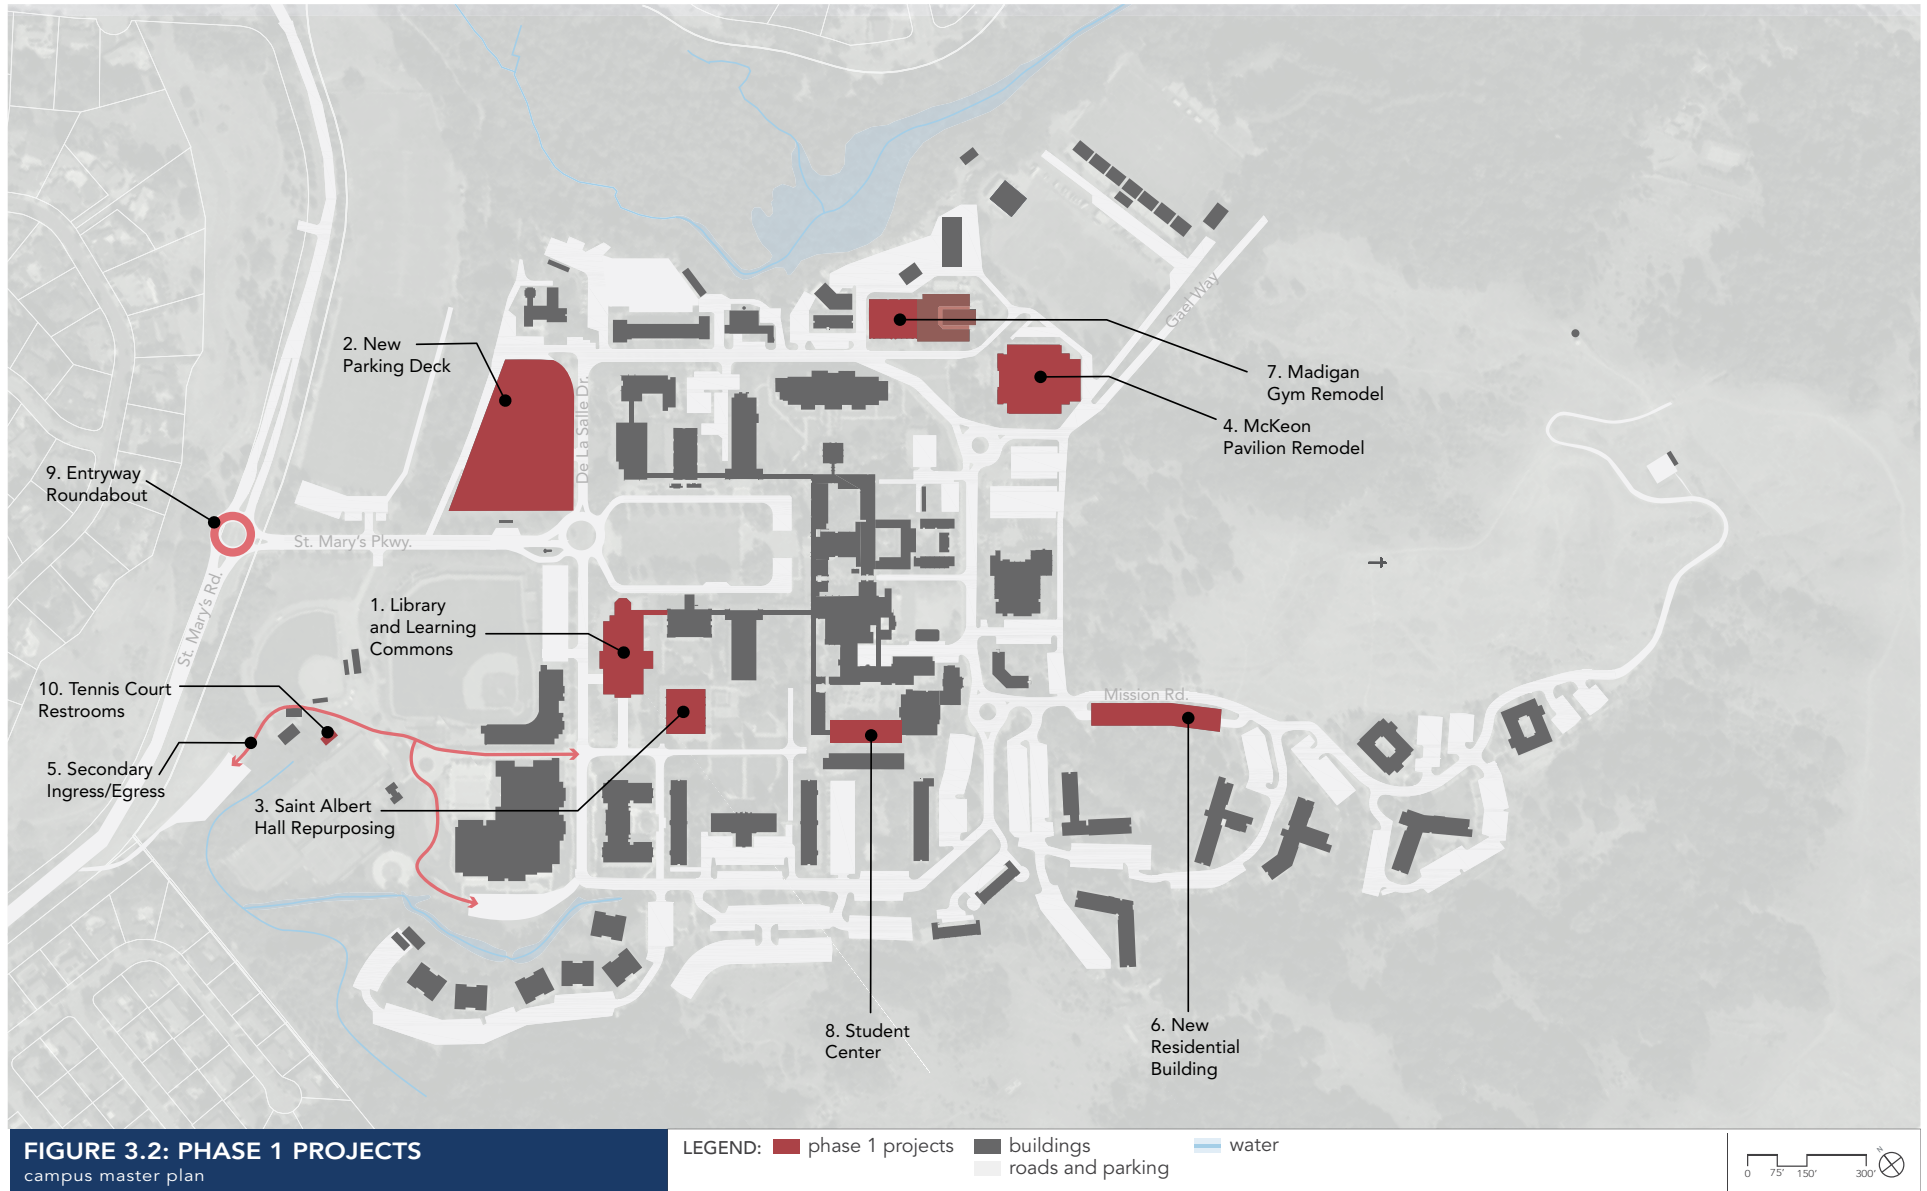 Gael Way
2. New
Parking Deck
De La Salle Dr.
7. Madigan
Gym Remodel
4. McKeon
Pavilion Remodel
9. Entryway
Roundabout
St. Mary's Pkwy.
St. Mary's Rd.
1. Library
and Learning
Commons
10. Tennis Court
Restrooms
Mission Rd.
5. Secondary
Ingress/Egress
3. Saint Albert
Hall Repurposing
8. Student
Center
6. New
Residential
Building
FIGURE 3.2: PHASE 1 PROJECTS
campus master plan
LEGEND: phase 1 projects buildings water
roads and parking
N
0 75' 150' 300'